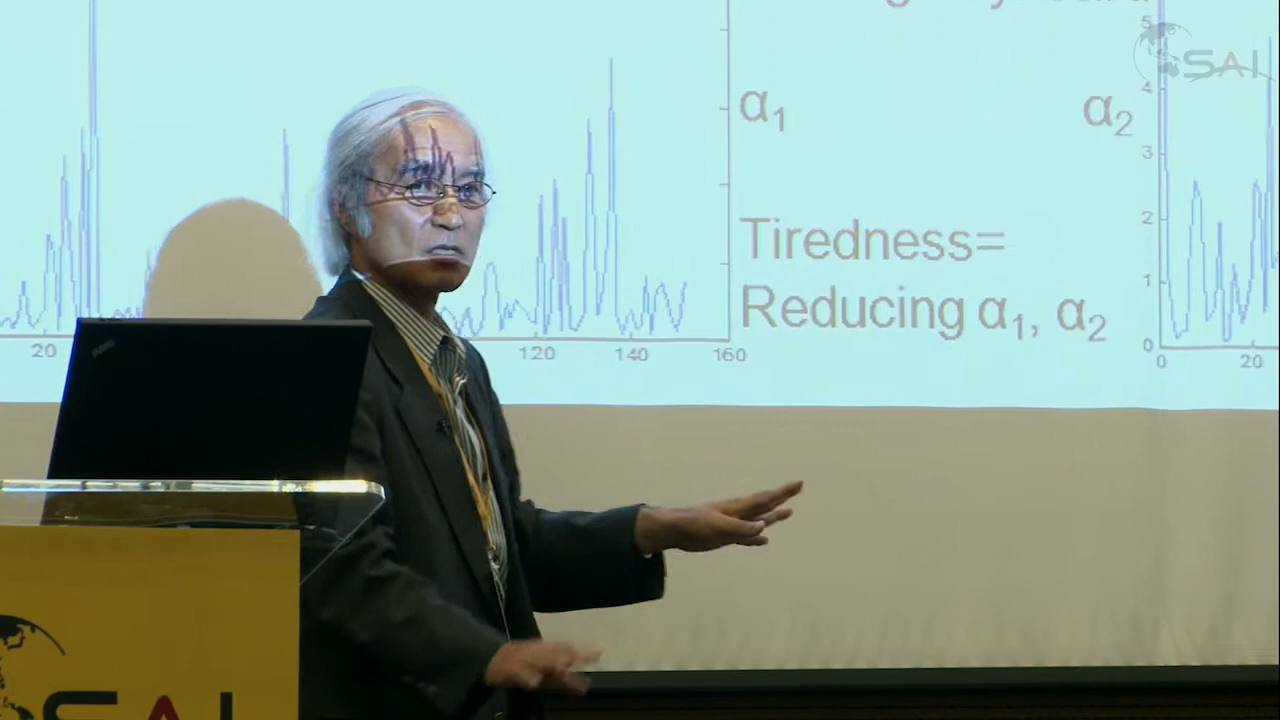 α₁
α₂
Tiredness=
Reducing α₁, α₂
20
120
140
160
5
4
3
2
1
0
0
20
SAI
SAI